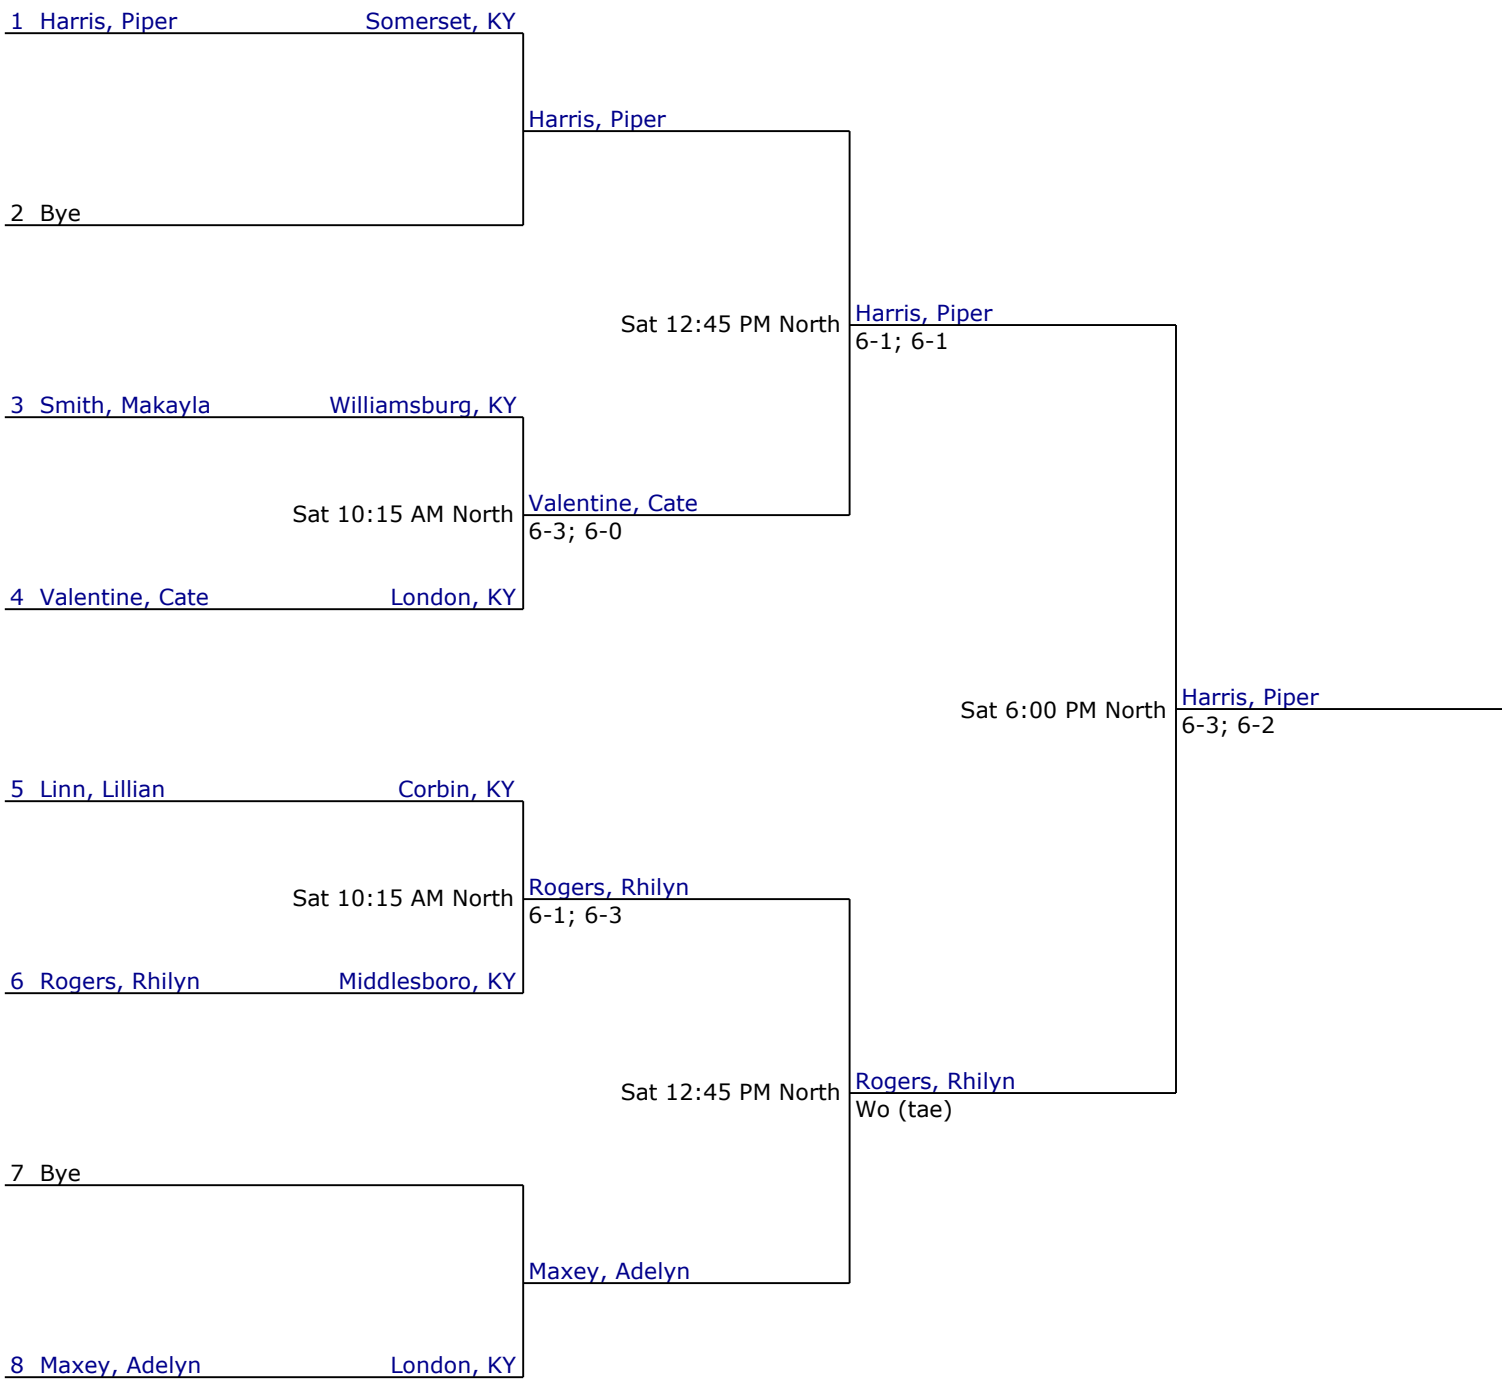 1 Harris, Piper Somerset, KY
Harris, Piper
2 Bye
Sat 12:45 PM North
Harris, Piper
6-1; 6-1
3 Smith, Makayla Williamsburg, KY
Sat 10:15 AM North
Valentine, Cate
6-3; 6-0
4 Valentine, Cate London, KY
Sat 6:00 PM North
Harris, Piper
6-3; 6-2
5 Linn, Lillian Corbin, KY
Sat 10:15 AM North
Rogers, Rhilyn
6-1; 6-3
6 Rogers, Rhilyn Middlesboro, KY
Sat 12:45 PM North
Rogers, Rhilyn
Wo (tae)
7 Bye
Maxey, Adelyn
8 Maxey, Adelyn London, KY